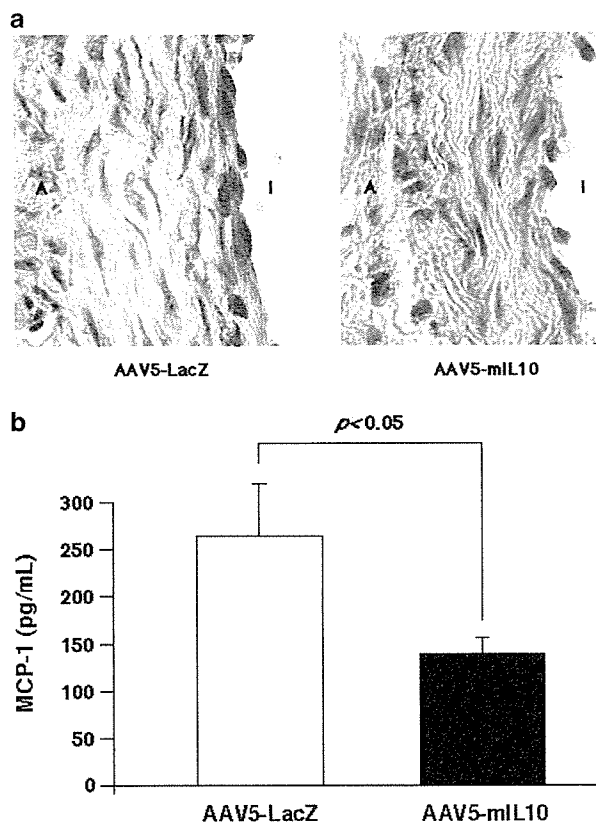 a
A I A I
AAV5-LacZ AAV5-mIL10
b
p<0.05
MCP-1 (pg/mL)
300
250
200
150
100
50
0
AAV5-LacZ AAV5-mIL10